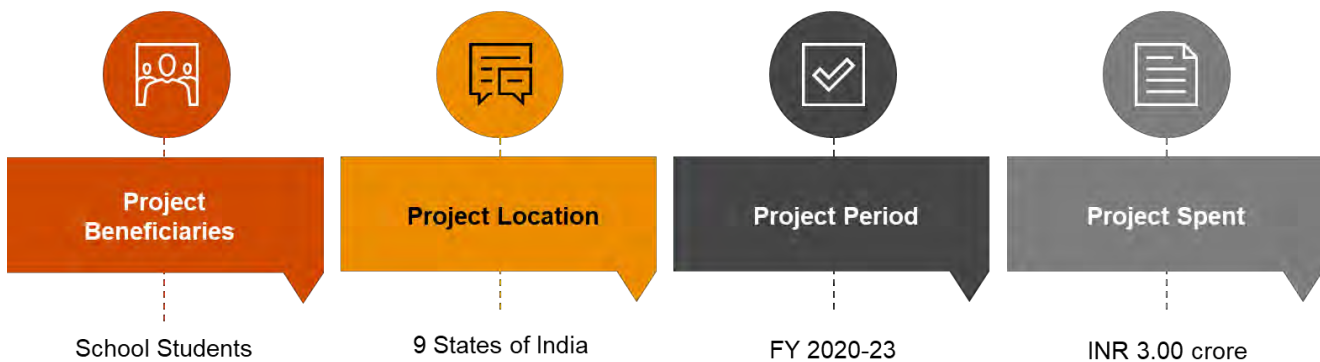 Project
Beneficiaries
Project Location
Project Period
Project Spent
School Students
9 States of India
FY 2020-23
INR 3.00 crore